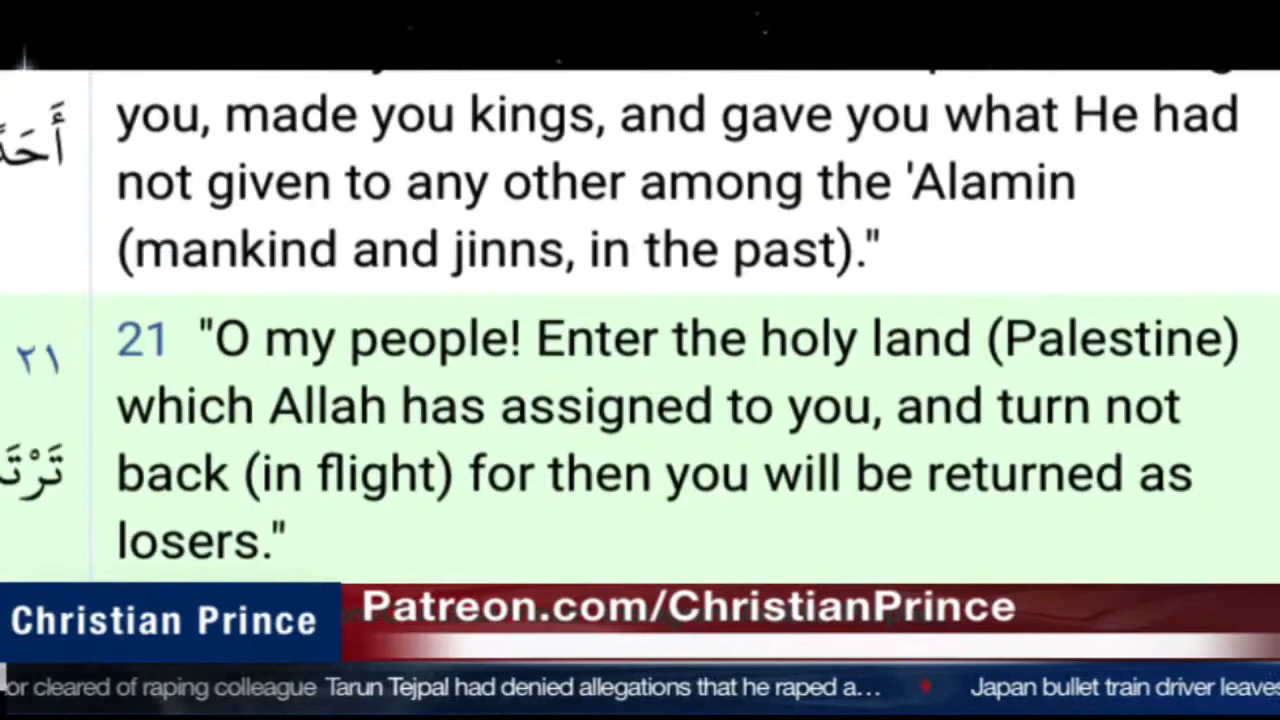 you, made you kings, and gave you what He had
أَحَدً
not given to any other among the 'Alamin
(mankind and jinns, in the past)."
21 "O my people! Enter the holy land (Palestine)
٢١
which Allah has assigned to you, and turn not
back (in flight) for then you will be returned as
losers."
Christian Prince
Patreon.com/ChristianPrince
or cleared of raping colleague Tarun Tejpal had denied allegations that he raped a… Japan bullet train driver leaves